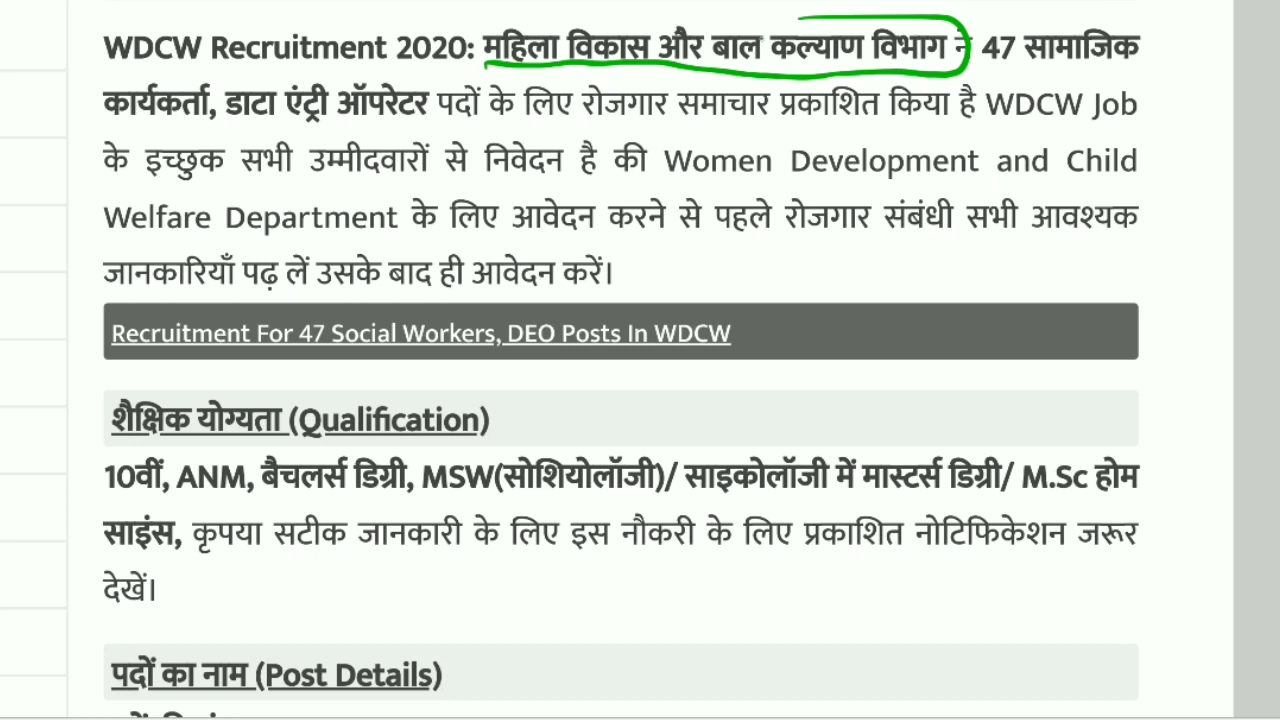 WDCW Recruitment 2020: महिला विकास और बाल कल्याण विभाग ने 47 सामाजिक
कार्यकर्ता, डाटा एंट्री ऑपरेटर पदों के लिए रोजगार समाचार प्रकाशित किया है WDCW Job
के इच्छुक सभी उम्मीदवारों से निवेदन है की Women Development and Child
Welfare Department के लिए आवेदन करने से पहले रोजगार संबंधी सभी आवश्यक
जानकारियाँ पढ़ लें उसके बाद ही आवेदन करें।
Recruitment For 47 Social Workers, DEO Posts In WDCW
शैक्षिक योग्यता (Qualification)
10वीं, ANM, बैचलर्स डिग्री, MSW(सोशियोलॉजी)/ साइकोलॉजी में मास्टर्स डिग्री/ M.Sc होम
साइंस, कृपया सटीक जानकारी के लिए इस नौकरी के लिए प्रकाशित नोटिफिकेशन जरूर
देखें।
पदों का नाम (Post Details)